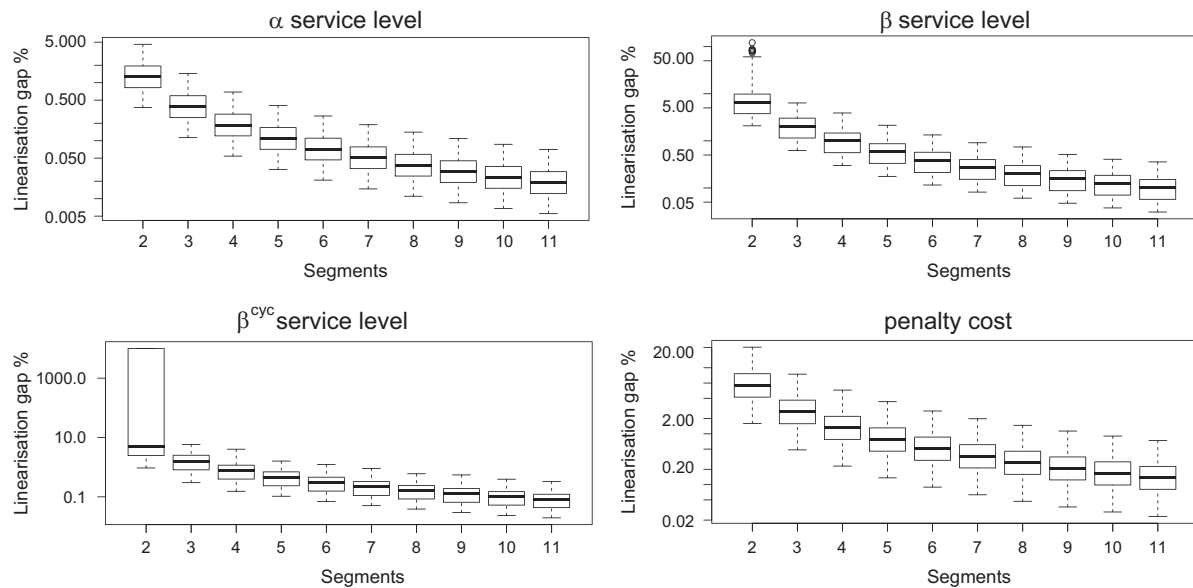 α service level
Linearisation gap %
5.000
0.500
0.050
0.005
2 3 4 5 6 7 8 9 10 11
Segments
β service level
Linearisation gap %
50.00
5.00
0.50
0.05
2 3 4 5 6 7 8 9 10 11
Segments
β^cyc service level
Linearisation gap %
1000.0
10.0
0.1
2 3 4 5 6 7 8 9 10 11
Segments
penalty cost
Linearisation gap %
20.00
2.00
0.20
0.02
2 3 4 5 6 7 8 9 10 11
Segments